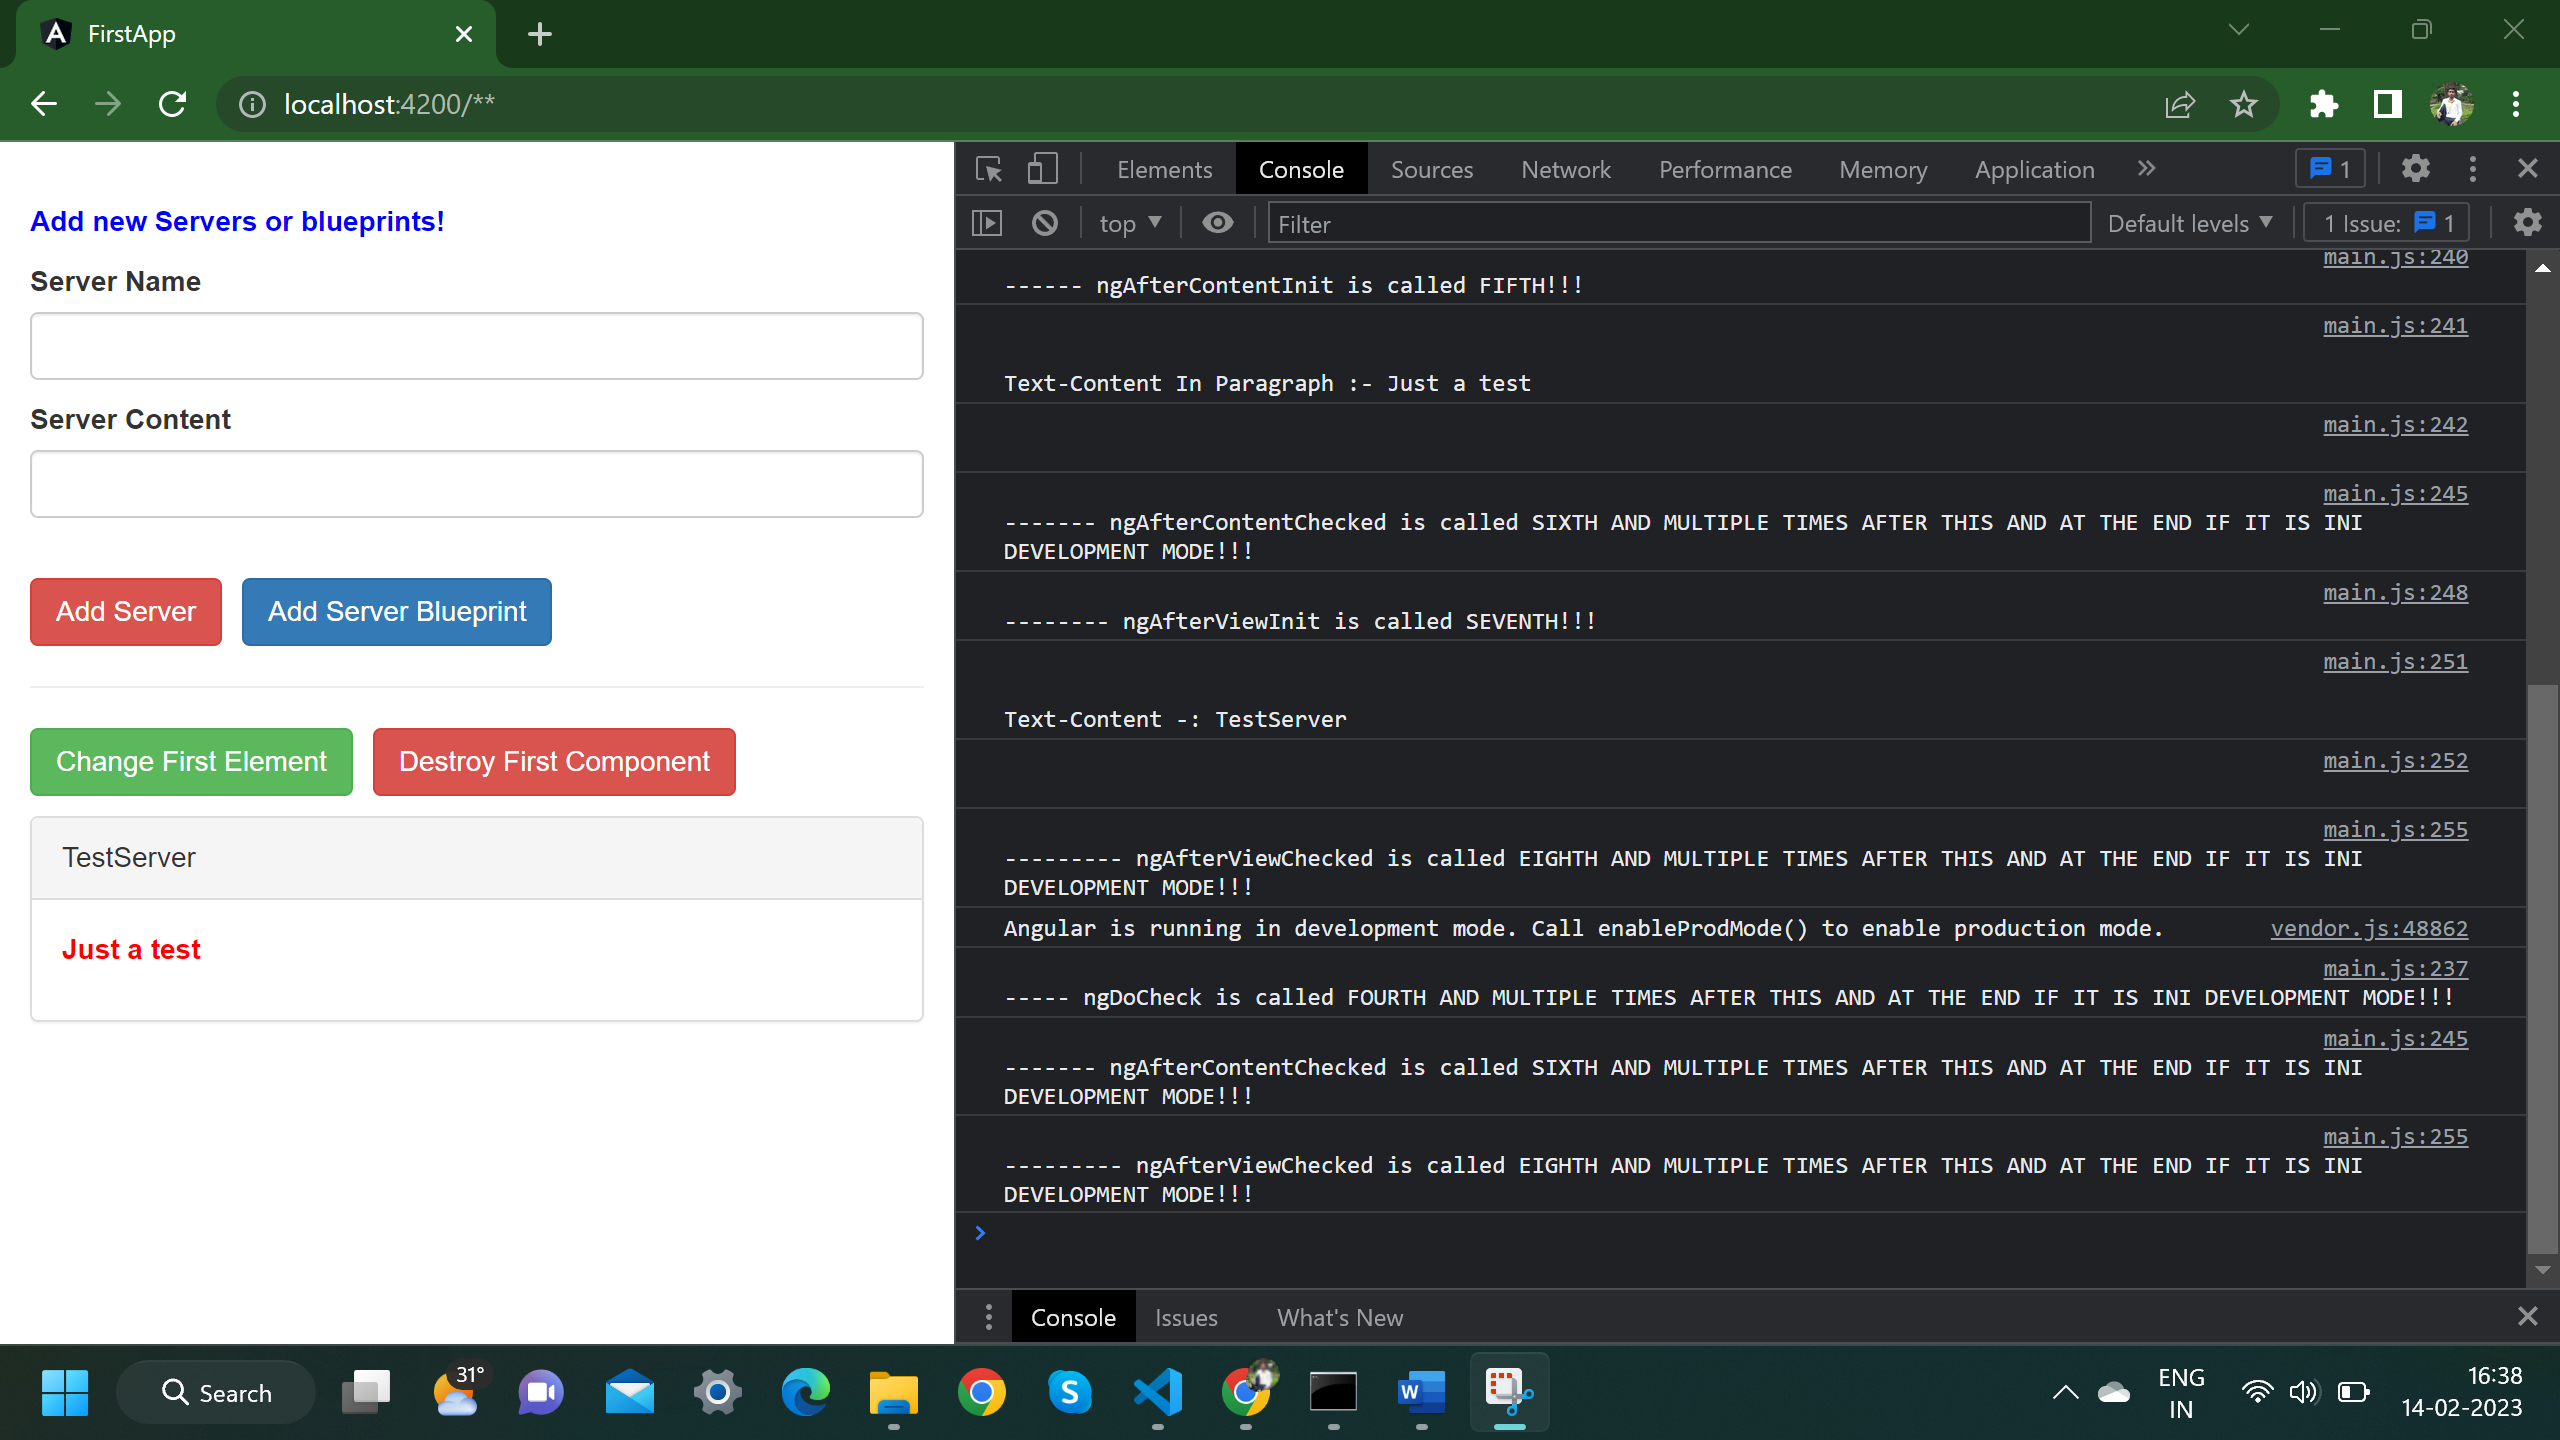 FirstApp
localhost:4200/**
Add new Servers or blueprints!
Server Name
Server Content
Add Server
Add Server Blueprint
Change First Element
Destroy First Component
TestServer
Just a test
Elements
Console
Sources
Network
Performance
Memory
Application
1
top
Filter
Default levels
1 Issue: 1
main.js:240
------ ngAfterContentInit is called FIFTH!!!
main.js:241
Text-Content In Paragraph :- Just a test
main.js:242
main.js:245
------- ngAfterContentChecked is called SIXTH AND MULTIPLE TIMES AFTER THIS AND AT THE END IF IT IS INI
DEVELOPMENT MODE!!!
main.js:248
-------- ngAfterViewInit is called SEVENTH!!!
main.js:251
Text-Content -: TestServer
main.js:252
main.js:255
--------- ngAfterViewChecked is called EIGHTH AND MULTIPLE TIMES AFTER THIS AND AT THE END IF IT IS INI
DEVELOPMENT MODE!!!
Angular is running in development mode. Call enableProdMode() to enable production mode.
vendor.js:48862
main.js:237
----- ngDoCheck is called FOURTH AND MULTIPLE TIMES AFTER THIS AND AT THE END IF IT IS INI DEVELOPMENT MODE!!!
main.js:245
------- ngAfterContentChecked is called SIXTH AND MULTIPLE TIMES AFTER THIS AND AT THE END IF IT IS INI
DEVELOPMENT MODE!!!
main.js:255
--------- ngAfterViewChecked is called EIGHTH AND MULTIPLE TIMES AFTER THIS AND AT THE END IF IT IS INI
DEVELOPMENT MODE!!!
Console
Issues
What's New
Search
31°
ENG
IN
16:38
14-02-2023